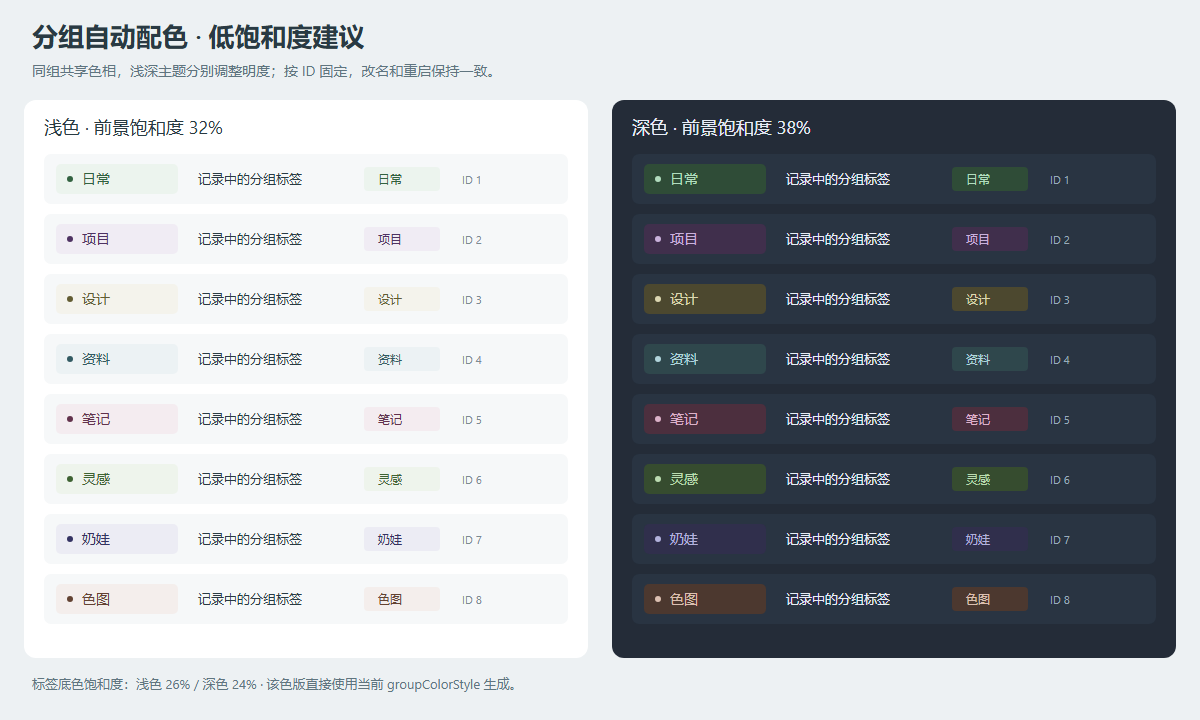 分组自动配色 · 低饱和度建议
同组共享色相，浅深主题分别调整明度；按 ID 固定，改名和重启保持一致。
浅色 · 前景饱和度 32%
日常 记录中的分组标签 日常 ID 1
项目 记录中的分组标签 项目 ID 2
设计 记录中的分组标签 设计 ID 3
资料 记录中的分组标签 资料 ID 4
笔记 记录中的分组标签 笔记 ID 5
灵感 记录中的分组标签 灵感 ID 6
奶娃 记录中的分组标签 奶娃 ID 7
色图 记录中的分组标签 色图 ID 8
深色 · 前景饱和度 38%
日常 记录中的分组标签 日常 ID 1
项目 记录中的分组标签 项目 ID 2
设计 记录中的分组标签 设计 ID 3
资料 记录中的分组标签 资料 ID 4
笔记 记录中的分组标签 笔记 ID 5
灵感 记录中的分组标签 灵感 ID 6
奶娃 记录中的分组标签 奶娃 ID 7
色图 记录中的分组标签 色图 ID 8
标签底色饱和度：浅色 26% / 深色 24% · 该色版直接使用当前 groupColorStyle 生成。